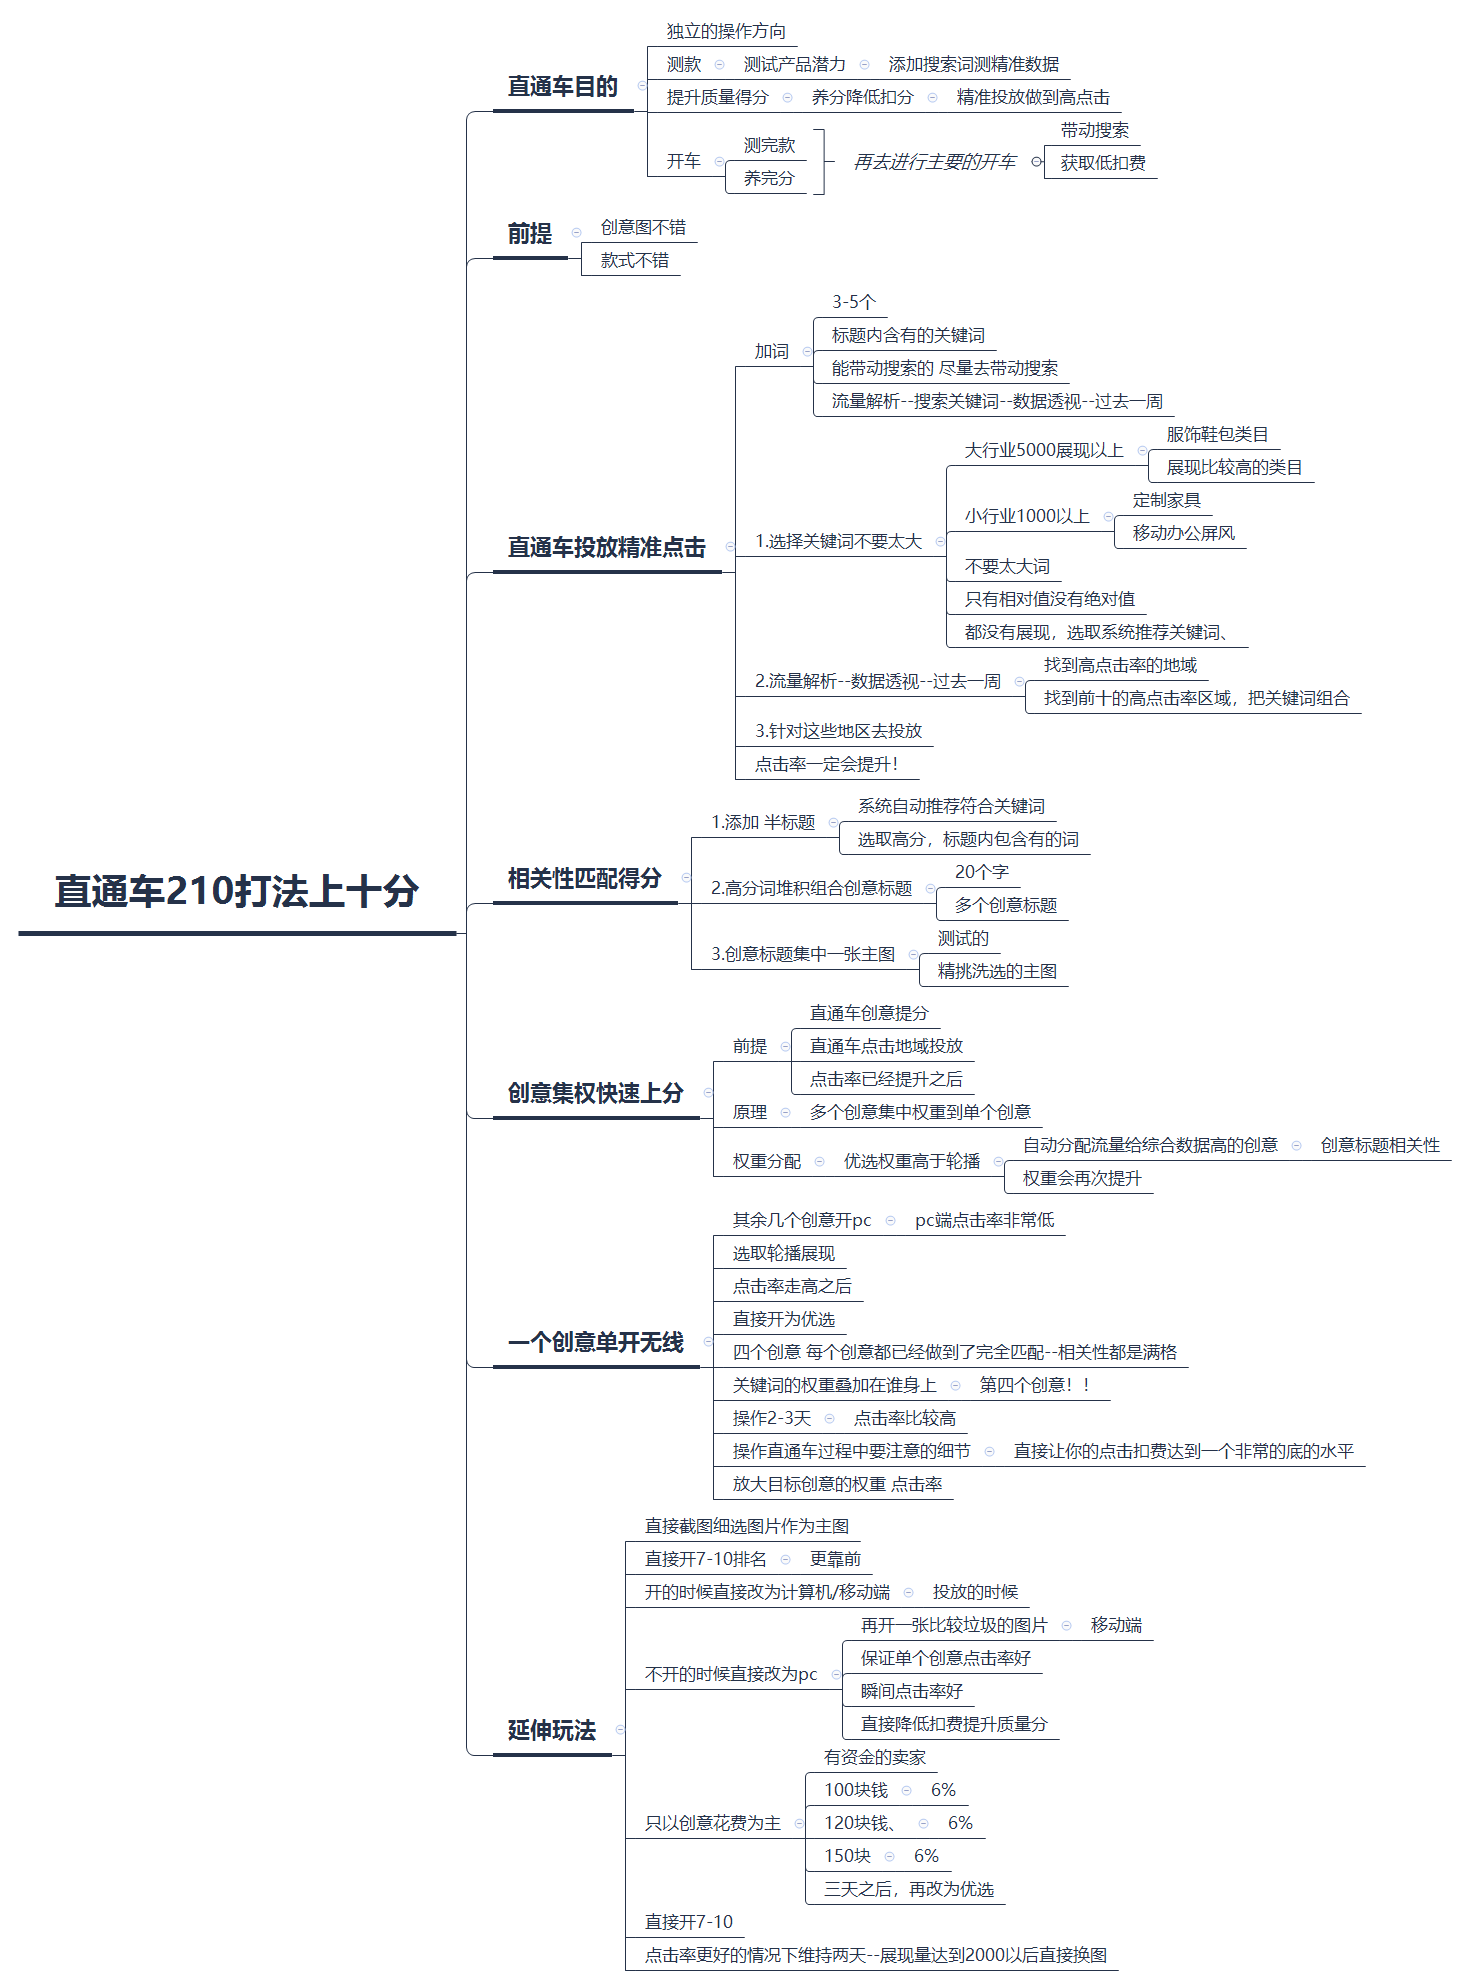 直通车210打法上十分
直通车目的
独立的操作方向
测款 测试产品潜力 添加搜索词测精准数据
提升质量得分 养分降低扣分 精准投放做到高点击
开车
测完款
养完分
再去进行主要的开车
带动搜索
获取低扣费
前提
创意图不错
款式不错
直通车投放精准点击
加词
3-5个
标题内含有的关键词
能带动搜索的 尽量去带动搜索
流量解析--搜索关键词--数据透视--过去一周
1.选择关键词不要太大
大行业5000展现以上
服饰鞋包类目
展现比较高的类目
小行业1000以上
定制家具
移动办公屏风
不要太大词
只有相对值没有绝对值
都没有展现，选取系统推荐关键词、
2.流量解析--数据透视--过去一周
找到高点击率的地域
找到前十的高点击率区域，把关键词组合
3.针对这些地区去投放
点击率一定会提升！
相关性匹配得分
1.添加 半标题
系统自动推荐符合关键词
选取高分，标题内包含有的词
2.高分词堆积组合创意标题
20个字
多个创意标题
3.创意标题集中一张主图
测试的
精挑洗选的主图
创意集权快速上分
前提
直通车创意提分
直通车点击地域投放
点击率已经提升之后
原理 多个创意集中权重到单个创意
权重分配 优选权重高于轮播
自动分配流量给综合数据高的创意 创意标题相关性
权重会再次提升
一个创意单开无线
其余几个创意开pc pc端点击率非常低
选取轮播展现
点击率走高之后
直接开为优选
四个创意 每个创意都已经做到了完全匹配--相关性都是满格
关键词的权重叠加在谁身上 第四个创意！！
操作2-3天 点击率比较高
操作直通车过程中要注意的细节 直接让你的点击扣费达到一个非常的底的水平
放大目标创意的权重 点击率
延伸玩法
直接截图细选图片作为主图
直接开7-10排名 更靠前
开的时候直接改为计算机/移动端 投放的时候
不开的时候直接改为pc
再开一张比较垃圾的图片 移动端
保证单个创意点击率好
瞬间点击率好
直接降低扣费提升质量分
只以创意花费为主
有资金的卖家
100块钱 6%
120块钱、 6%
150块 6%
三天之后，再改为优选
直接开7-10
点击率更好的情况下维持两天--展现量达到2000以后直接换图